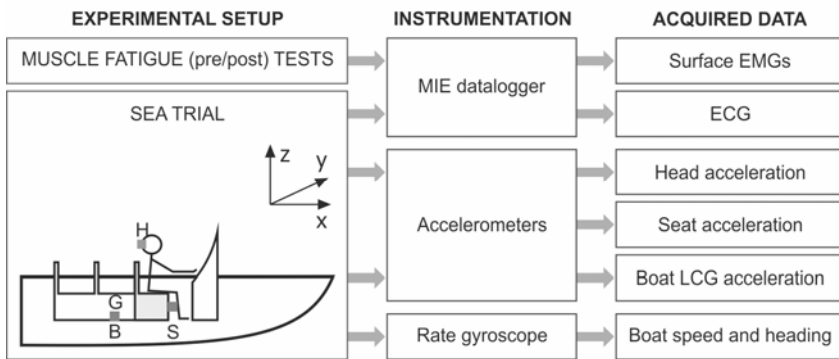 EXPERIMENTAL SETUP
INSTRUMENTATION
ACQUIRED DATA
MUSCLE FATIGUE (pre/post) TESTS
MIE datalogger
Surface EMGs
SEA TRIAL
ECG
z
y
x
Accelerometers
Head acceleration
Seat acceleration
Boat LCG acceleration
H
G
B
S
Rate gyroscope
Boat speed and heading